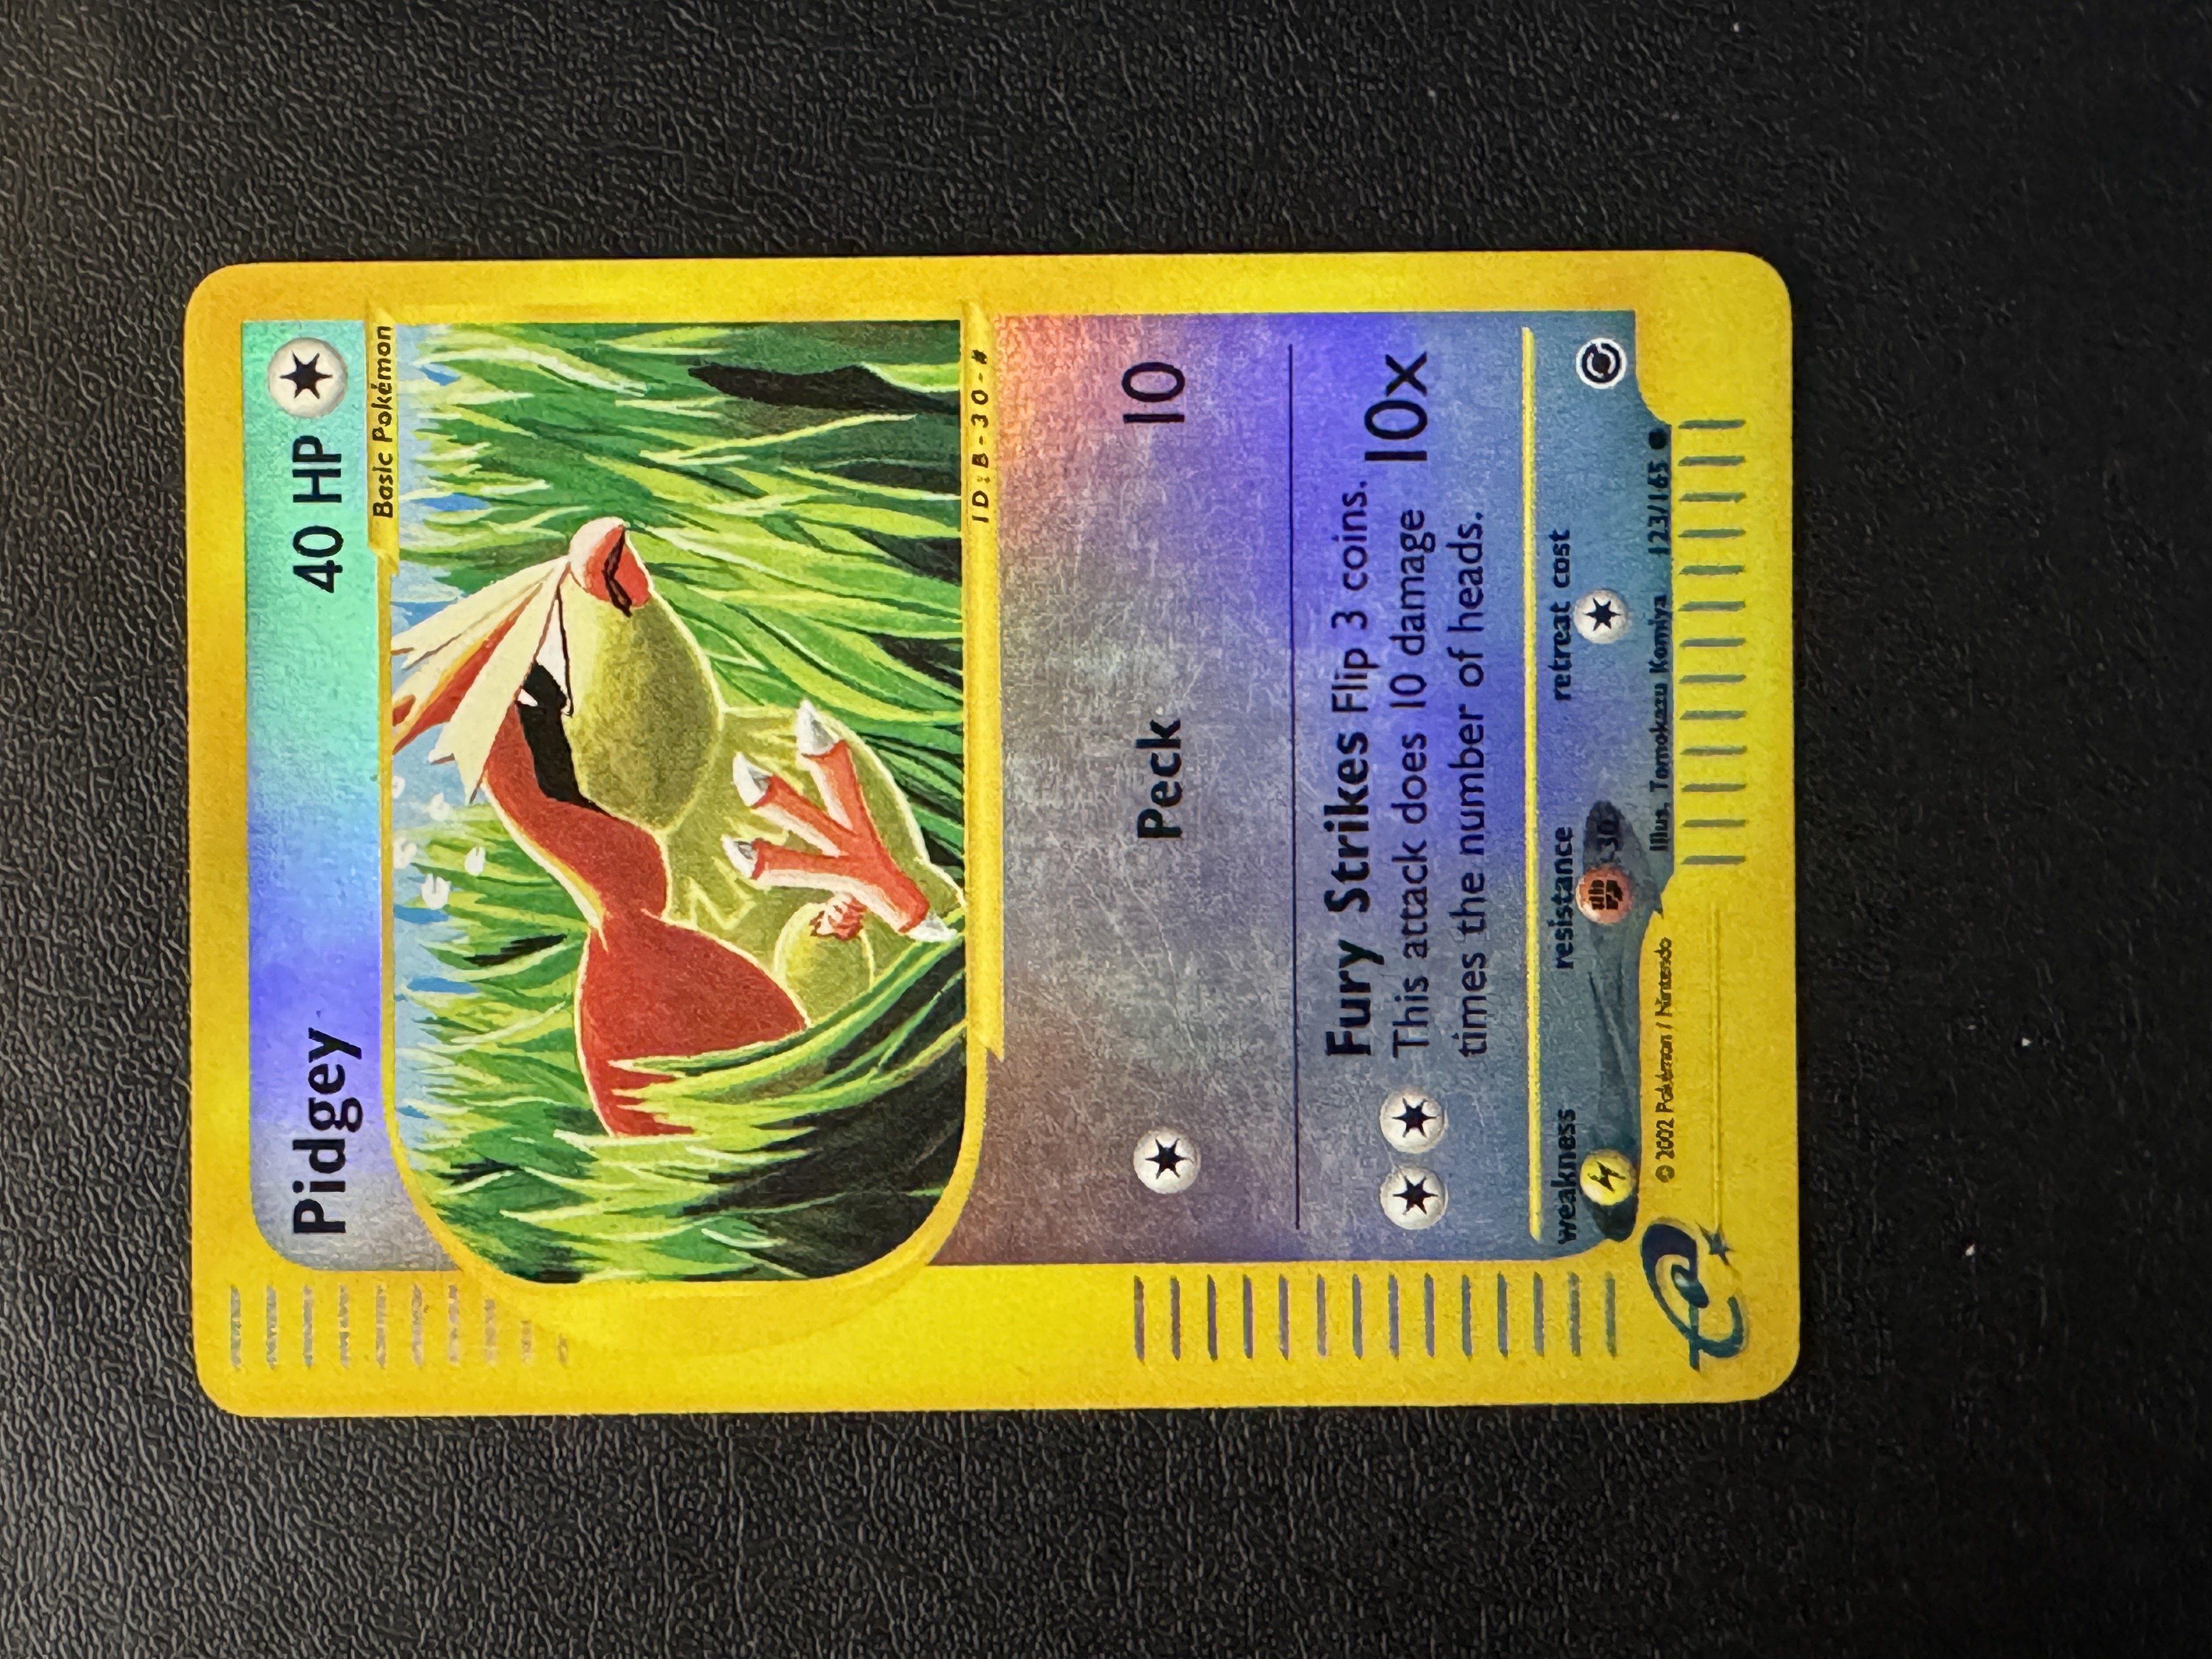 Pidgey 40 HP
Basic Pokémon
ID: B-30-#
Peck 10
Fury Strikes Flip 3 coins.
This attack does 10 damage
times the number of heads.
10x
weakness resistance retreat cost
-30
Illus. Tomokazu Komiya 123/165
© 2002 Pokémon / Nintendo
e